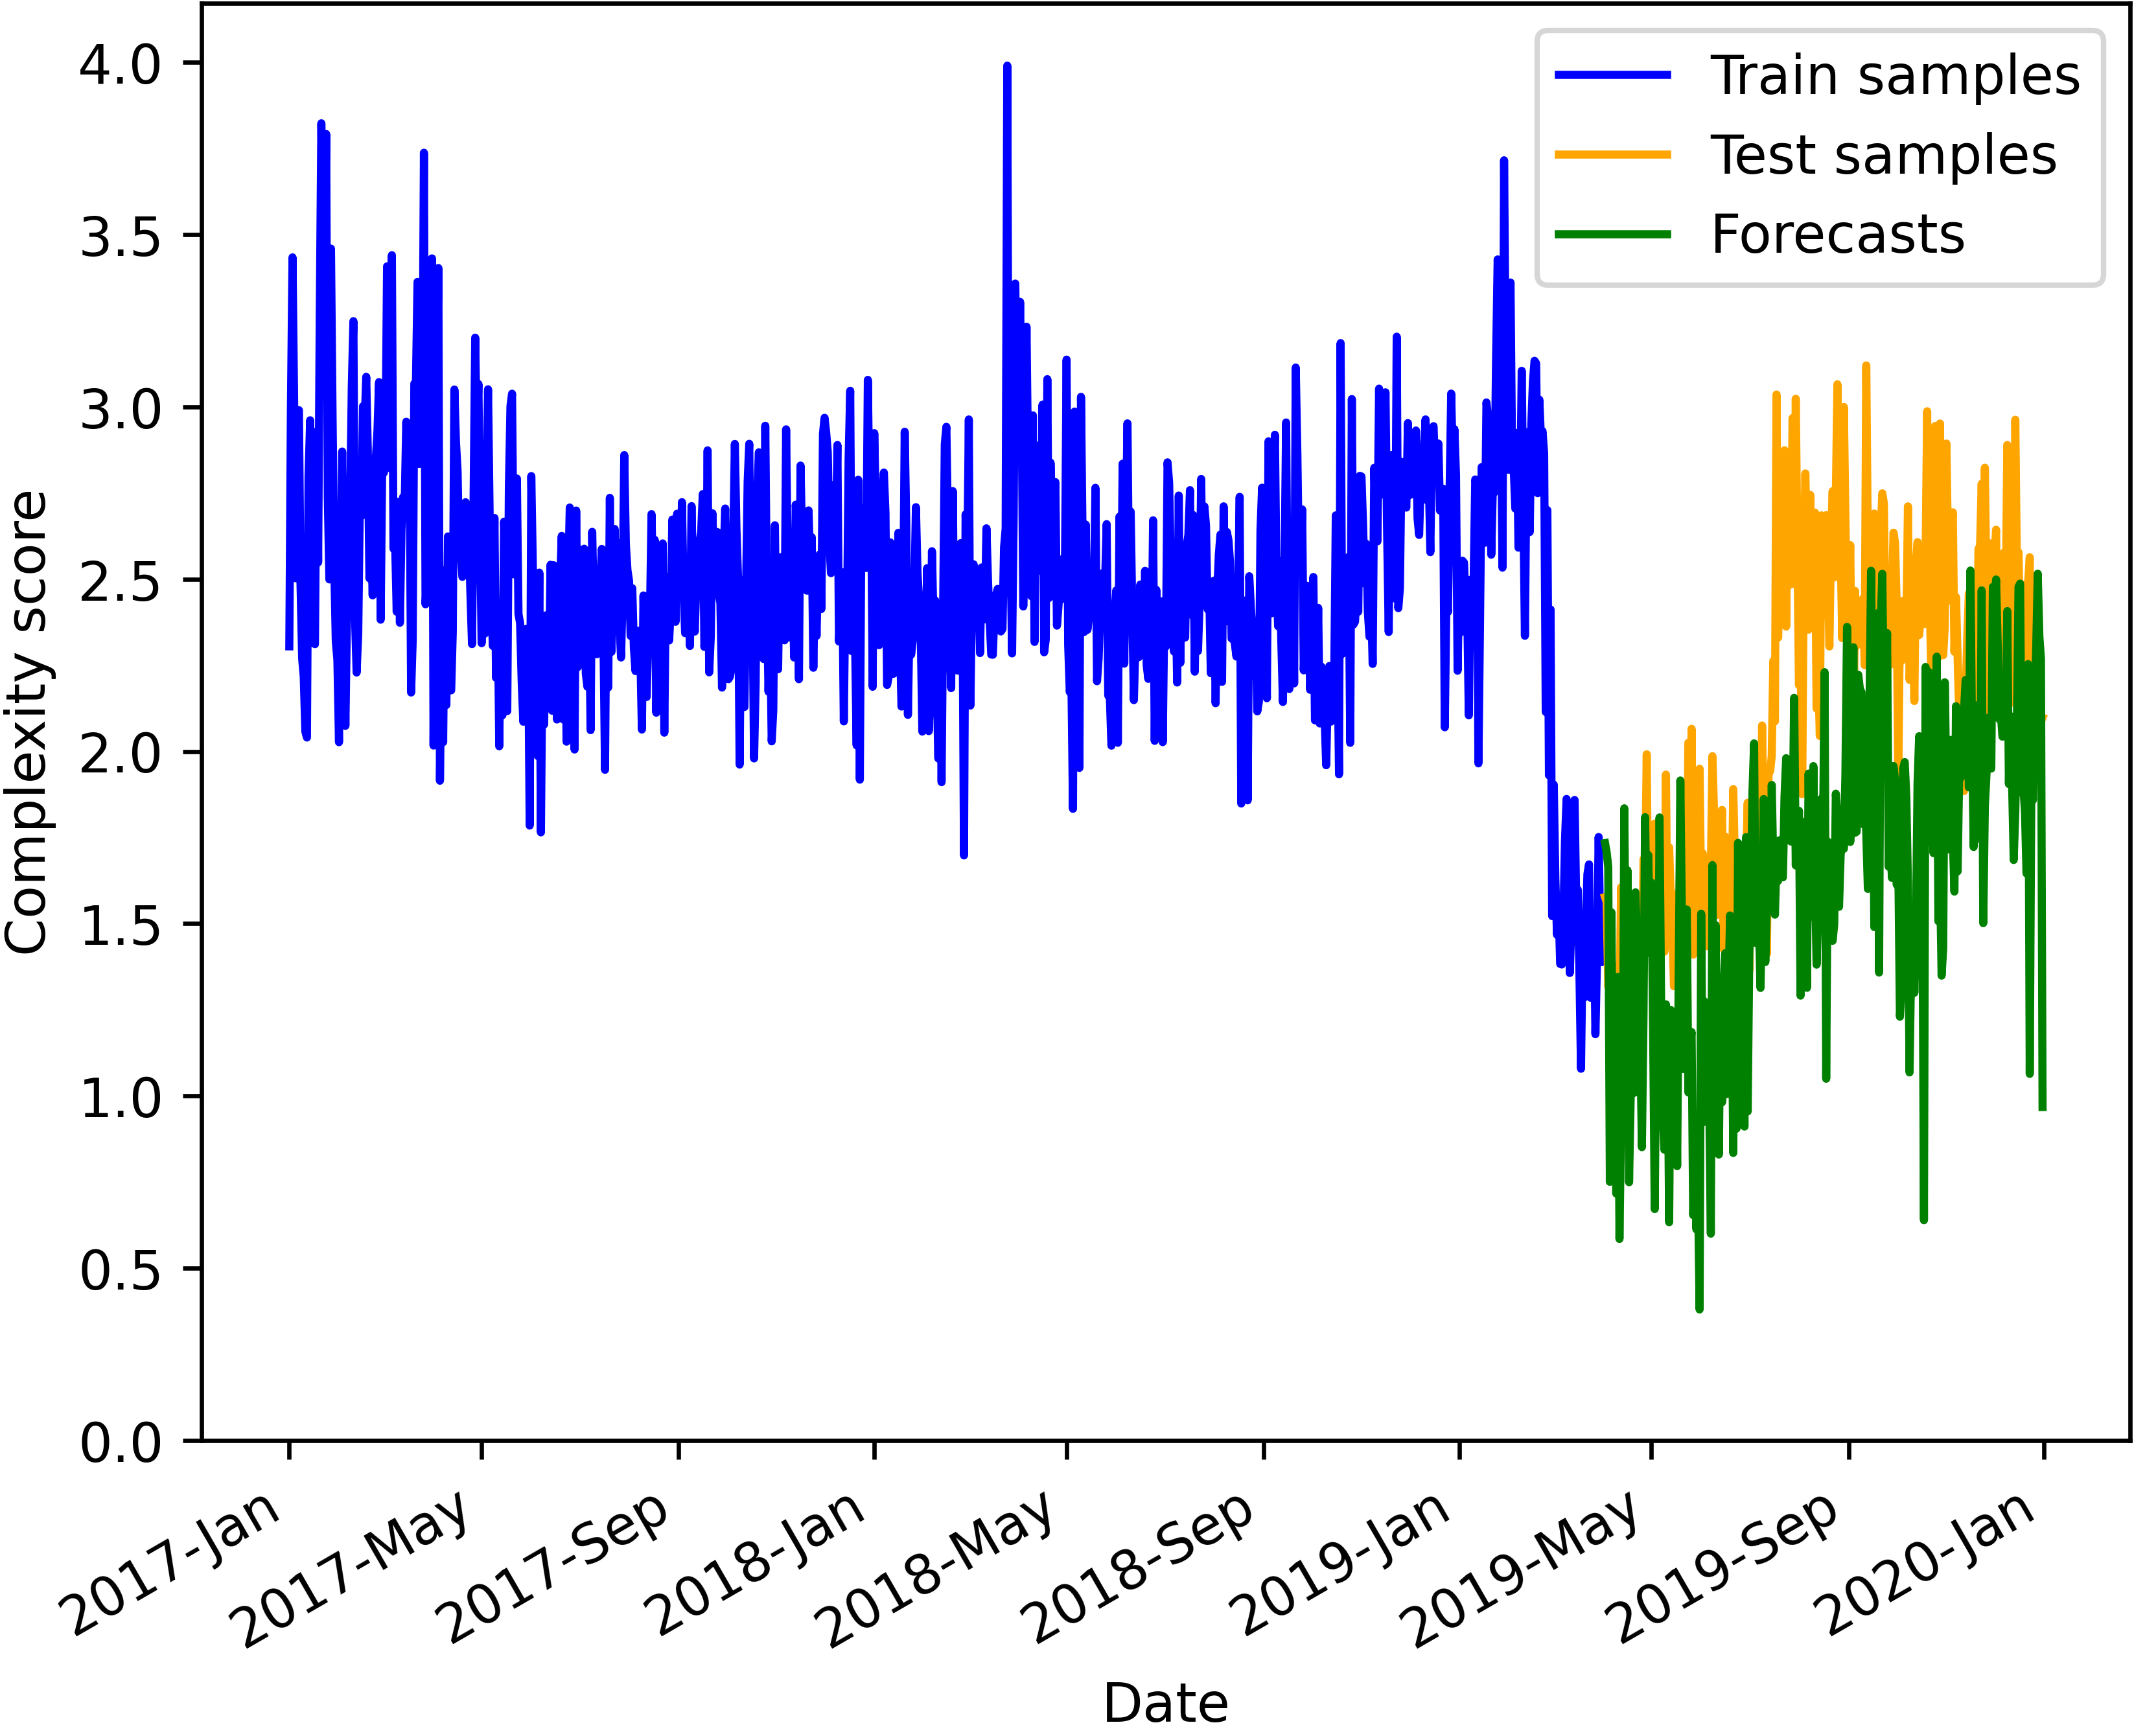 Train samples
Test samples
Forecasts
Complexity score
4.0
3.5
3.0
2.5
2.0
1.5
1.0
0.5
0.0
2017-Jan
2017-May
2017-Sep
2018-Jan
2018-May
2018-Sep
2019-Jan
2019-May
2019-Sep
2020-Jan
Date